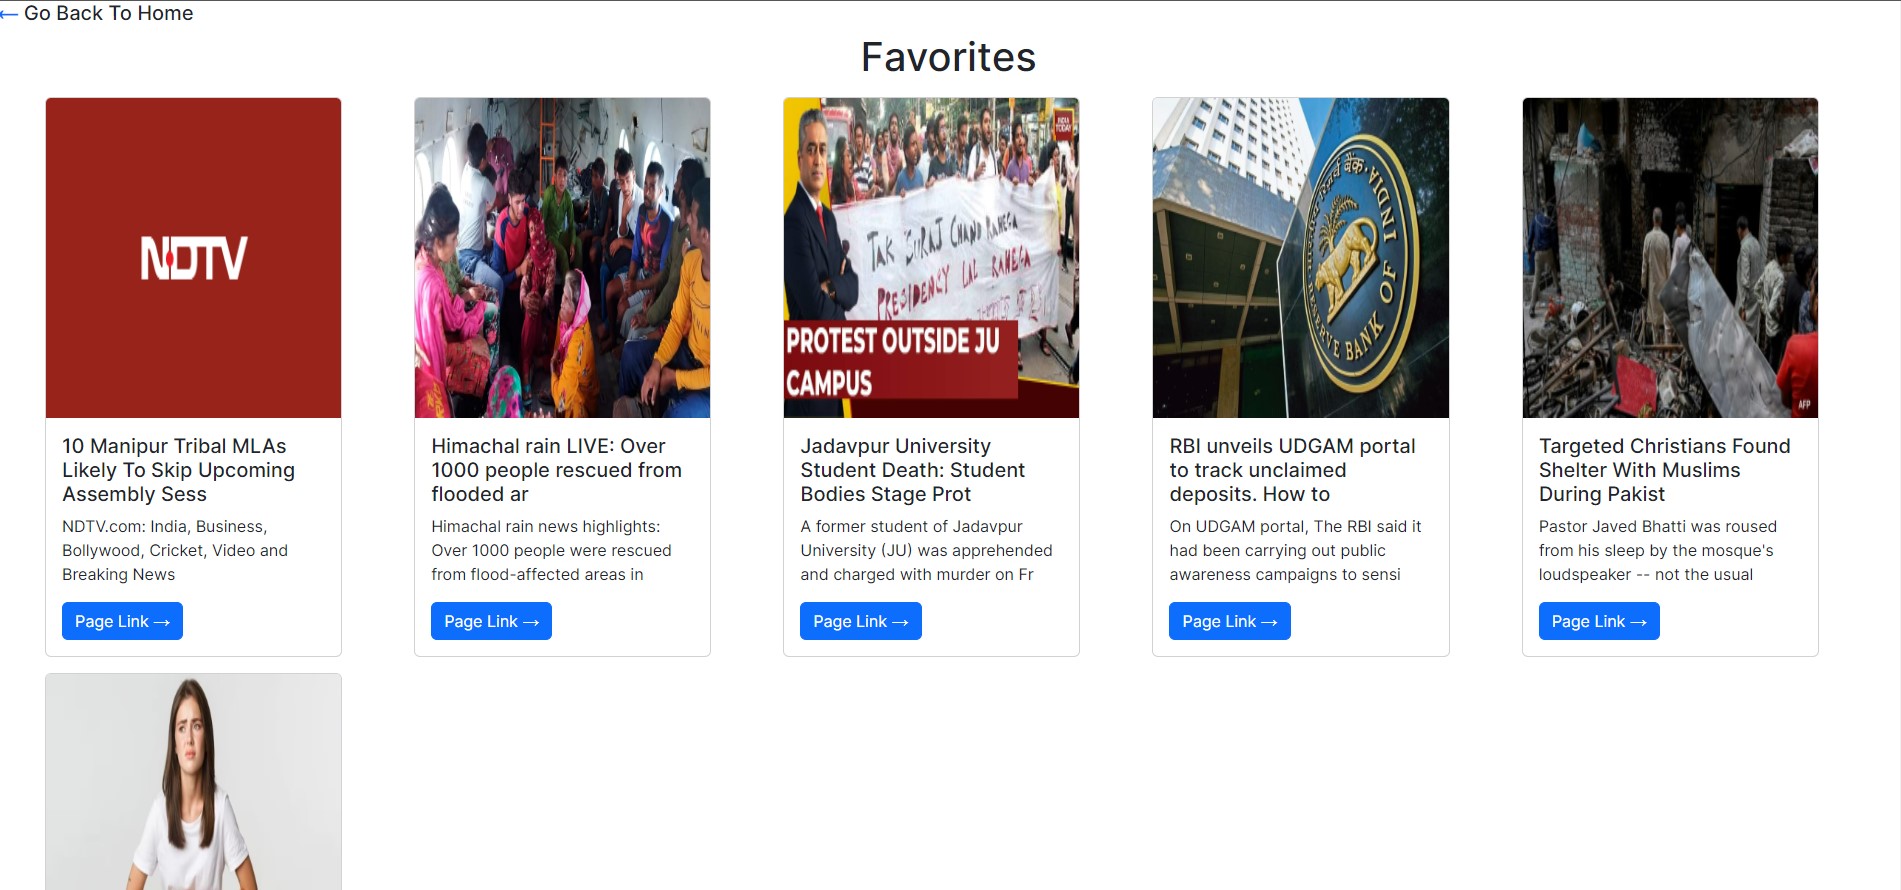 ← Go Back To Home
Favorites
NDTV
10 Manipur Tribal MLAs
Likely To Skip Upcoming
Assembly Sess
NDTV.com: India, Business,
Bollywood, Cricket, Video and
Breaking News
Page Link →
Himachal rain LIVE: Over
1000 people rescued from
flooded ar
Himachal rain news highlights:
Over 1000 people were rescued
from flood-affected areas in
Page Link →
INDIA
TODAY
TAK SURAJ CHAND RAHEGA
PRESIDENCY LAL RAHEGA
PROTEST OUTSIDE JU
CAMPUS
Jadavpur University
Student Death: Student
Bodies Stage Prot
A former student of Jadavpur
University (JU) was apprehended
and charged with murder on Fr
Page Link →
बैंक
RESERVE BANK OF INDIA
RBI unveils UDGAM portal
to track unclaimed
deposits. How to
On UDGAM portal, The RBI said it
had been carrying out public
awareness campaigns to sensi
Page Link →
AFP
Targeted Christians Found
Shelter With Muslims
During Pakist
Pastor Javed Bhatti was roused
from his sleep by the mosque's
loudspeaker -- not the usual
Page Link →